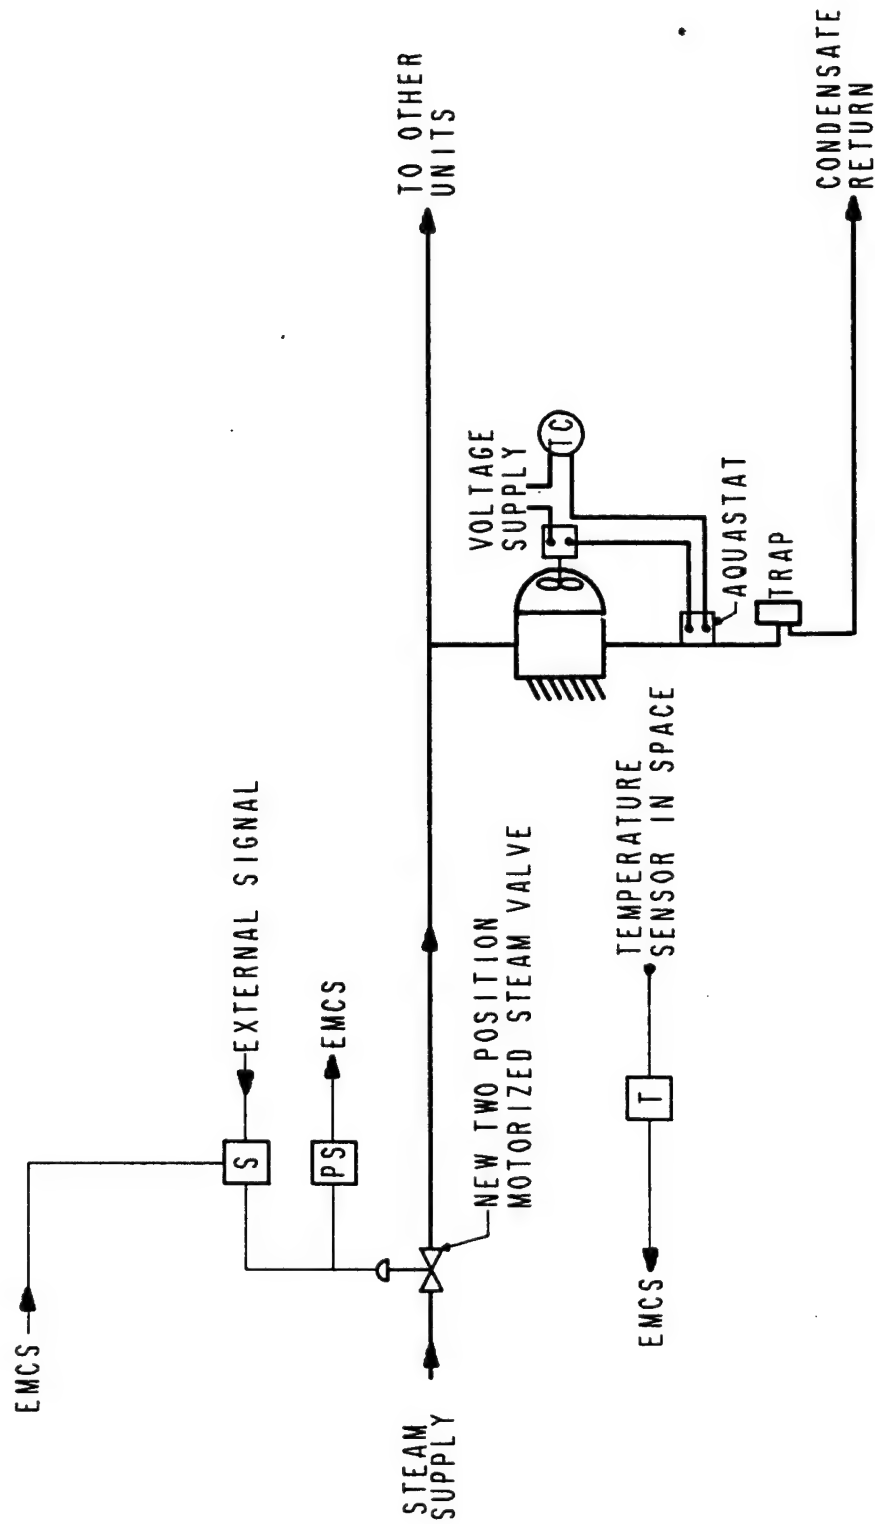 EMCS
EXTERNAL SIGNAL
S
EMCS
PS
TO OTHER
UNITS
STEAM
SUPPLY
NEW TWO POSITION
MOTORIZED STEAM VALVE
VOLTAGE
SUPPLY
TC
AQUASTAT
TRAP
TEMPERATURE
SENSOR IN SPACE
T
EMCS
CONDENSATE
RETURN